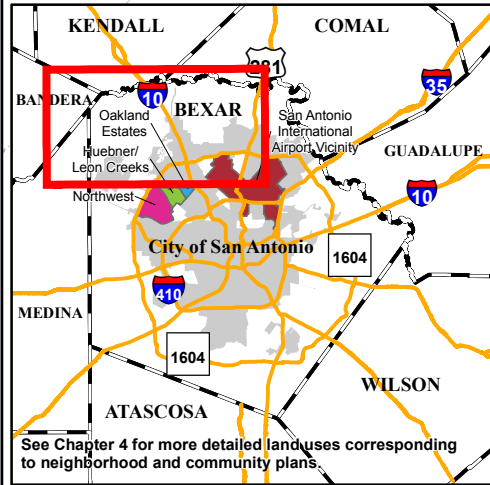 KENDALL
COMAL
281
35
BANDERA
10
BEXAR
Oakland
Estates
San Antonio
International
Airport Vicinity
Huebner/
Leon Creeks
GUADALUPE
Northwest
10
City of San Antonio
1604
410
MEDINA
1604
WILSON
ATASCOSA
See Chapter 4 for more detailed land uses corresponding
to neighborhood and community plans.